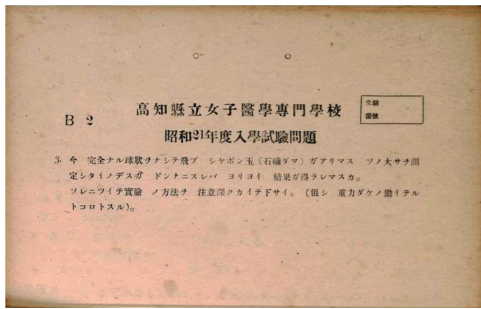 B 2
高知縣立女子醫學專門學校
受驗
番號
昭和21年度入學試驗問題
3. 今 完全ナル球狀ヲナシテ飛ブ シャボン玉(石鹼ダマ)ガアリマス ソノ大サヲ測
定シタイノデスガ ドンナニスレバ ヨリヨイ 結果ガ得ラレマスカ。
ソレニツイテ實驗 ノ方法ヲ 注意深クカイテ下サイ。(但シ 重力ダケノ働イテル
トコロトスル)。